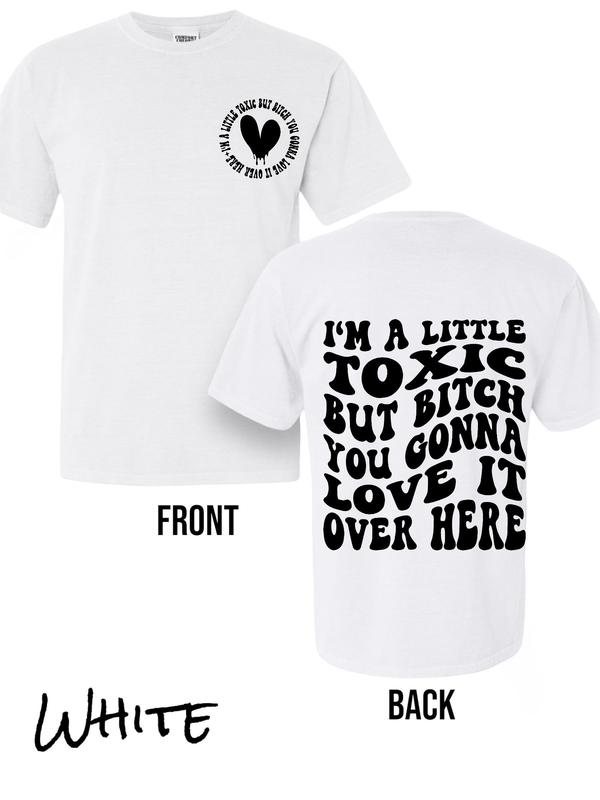 I'M A LITTLE TOXIC BUT BITCH YOU GONNA LOVE IT OVER HERE
FRONT
I'M A LITTLE
TOXIC
BUT BITCH
YOU GONNA
LOVE IT
OVER HERE
BACK
WHITE